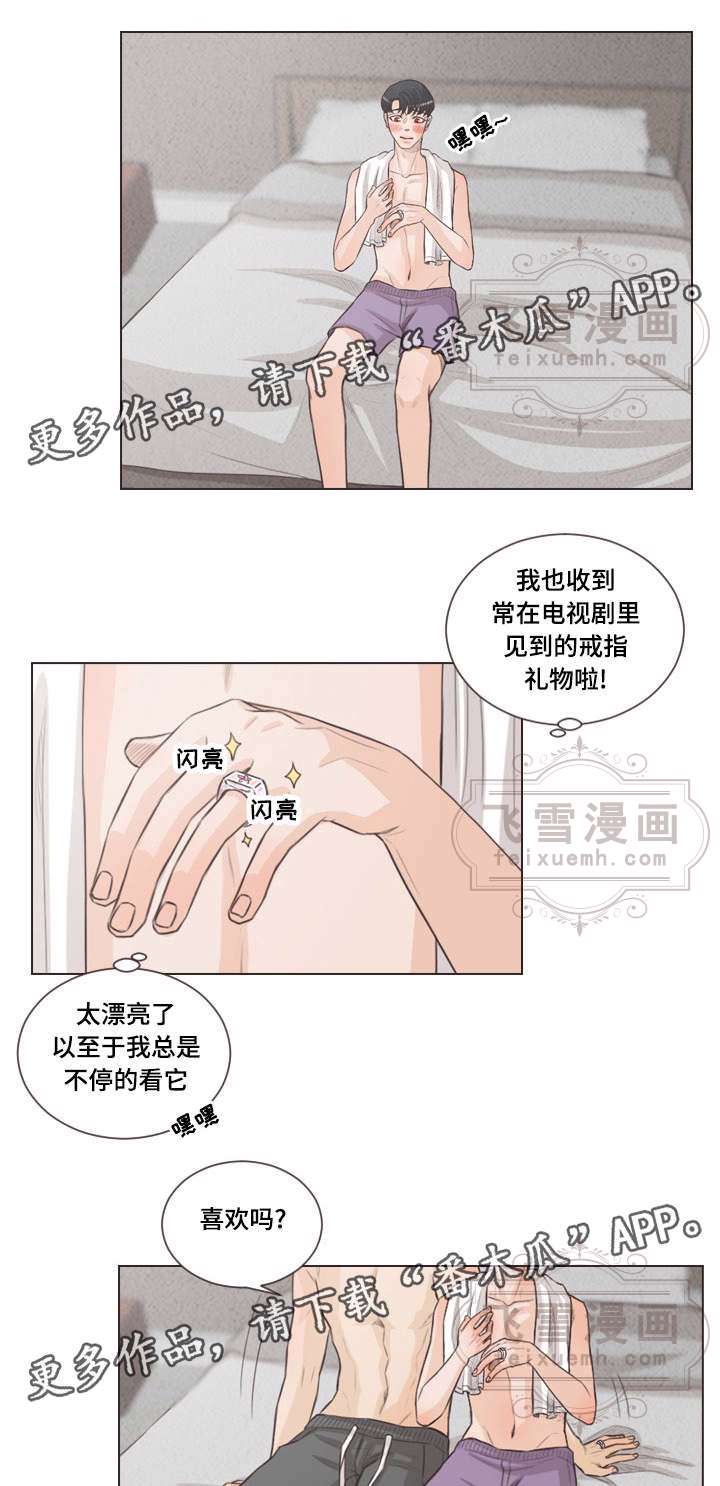 嘿嘿~
飞雪漫画
feixuemh.com
更多作品，请下载“番木瓜”APP。
我也收到
常在电视剧里
见到的戒指
礼物啦!
闪亮
闪亮
飞雪漫画
feixuemh.com
太漂亮了
以至于我总是
不停的看它
嘿嘿
喜欢吗?
更多作品，请下载“番木瓜”APP。
飞雪漫画
feixuemh.com